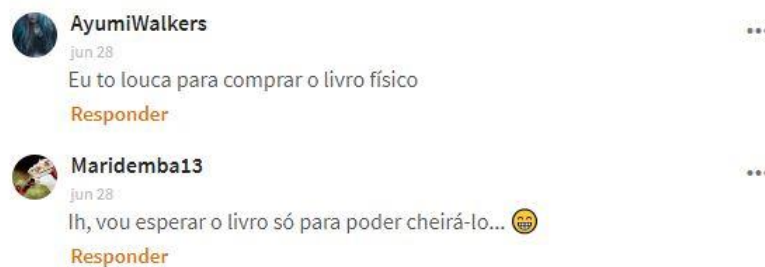 AyumiWalkers
jun 28
Eu to louca para comprar o livro físico
Responder
Maridemba13
jun 28
Ih, vou esperar o livro só para poder cheirá-lo... 😁
Responder